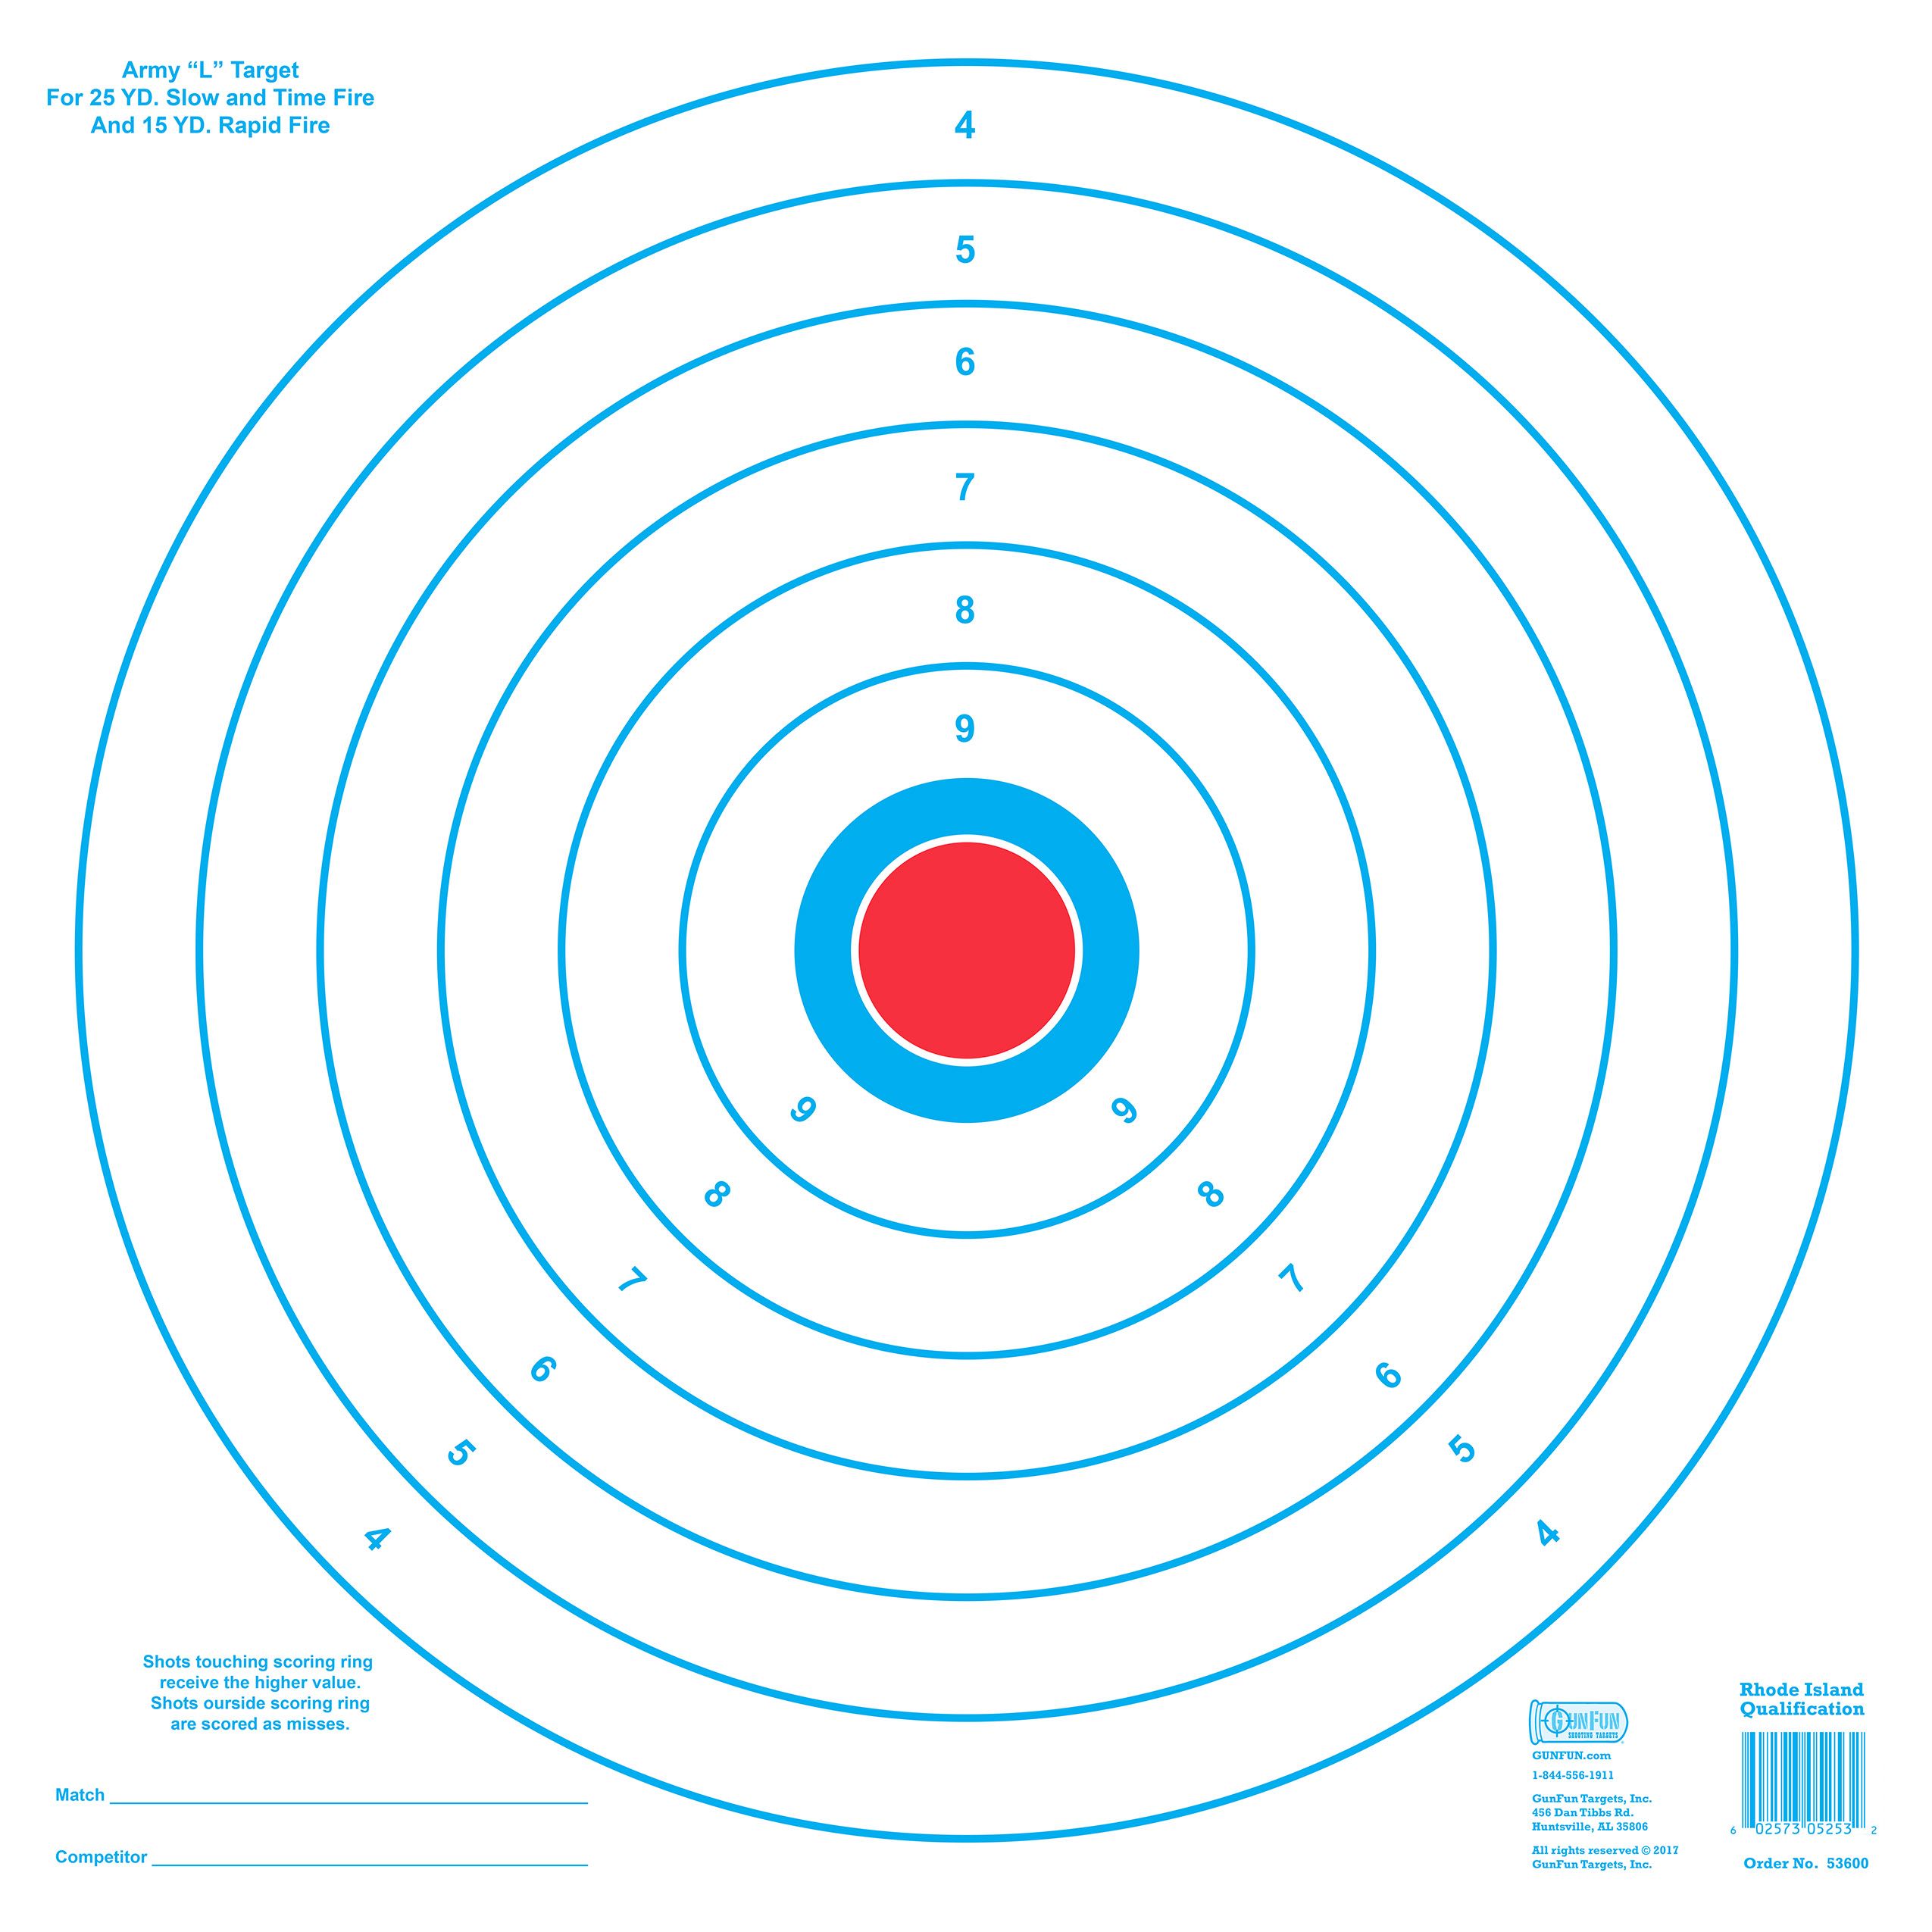 Army “L” Target
For 25 YD. Slow and Time Fire
And 15 YD. Rapid Fire
4
5
6
7
8
9
9 9
8 8
7 7
6 6
5 5
4 4
Shots touching scoring ring
receive the higher value.
Shots ourside scoring ring
are scored as misses.
Match
Competitor
GUNFUN
SHOOTING TARGETS
GUNFUN.com
1-844-556-1911
GunFun Targets, Inc.
456 Dan Tibbs Rd.
Huntsville, AL 35806
All rights reserved © 2017
GunFun Targets, Inc.
Rhode Island
Qualification
6 02573 05253 2
Order No. 53600